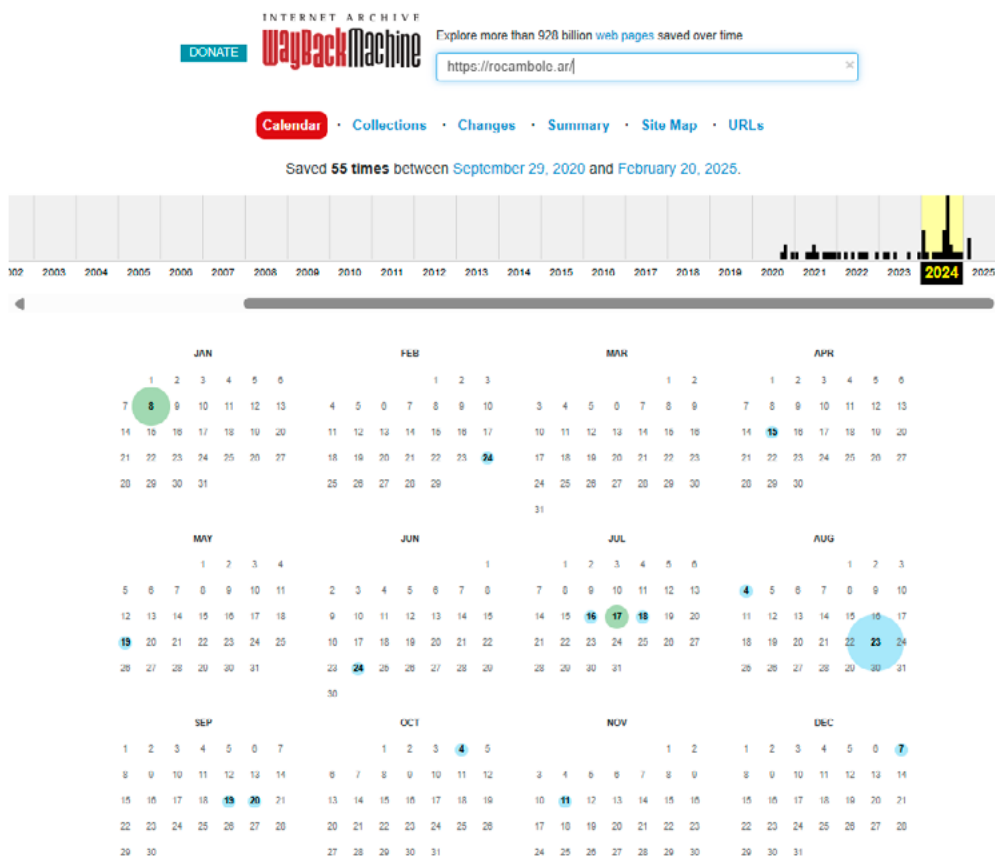 INTERNET ARCHIVE
DONATE
WayBackMachine
Explore more than 928 billion web pages saved over time
https://rocambole.ar/
×
Calendar · Collections · Changes · Summary · Site Map · URLs
Saved 55 times between September 29, 2020 and February 20, 2025.
2003 2004 2005 2006 2007 2008 2009 2010 2011 2012 2013 2014 2015 2016 2017 2018 2019 2020 2021 2022 2023 2024 2025
JAN FEB MAR APR
1 2 3 4 5 6 1 2 3 1 2 1 2 3 4 5 6
7 8 9 10 11 12 13 4 5 6 7 8 9 10 3 4 5 6 7 8 9 7 8 9 10 11 12 13
14 15 16 17 18 19 20 11 12 13 14 15 16 17 10 11 12 13 14 15 16 14 15 16 17 18 19 20
21 22 23 24 25 26 27 18 19 20 21 22 23 24 17 18 19 20 21 22 23 21 22 23 24 25 26 27
28 29 30 31 25 26 27 28 29 24 25 26 27 28 29 30 28 29 30
31
MAY JUN JUL AUG
1 2 3 4 1 1 2 3 4 5 6 1 2 3
5 6 7 8 9 10 11 2 3 4 5 6 7 8 7 8 9 10 11 12 13 4 5 6 7 8 9 10
12 13 14 15 16 17 18 9 10 11 12 13 14 15 14 15 16 17 18 19 20 11 12 13 14 15 16 17
19 20 21 22 23 24 25 16 17 18 19 20 21 22 21 22 23 24 25 26 27 18 19 20 21 22 23 24
26 27 28 29 30 31 23 24 25 26 27 28 29 28 29 30 31 25 26 27 28 29 30 31
30
SEP OCT NOV DEC
1 2 3 4 5 6 7 1 2 3 4 5 1 2 1 2 3 4 5 6 7
8 9 10 11 12 13 14 6 7 8 9 10 11 12 3 4 5 6 7 8 9 8 9 10 11 12 13 14
15 16 17 18 19 20 21 13 14 15 16 17 18 19 10 11 12 13 14 15 16 15 16 17 18 19 20 21
22 23 24 25 26 27 28 20 21 22 23 24 25 26 17 18 19 20 21 22 23 22 23 24 25 26 27 28
29 30 27 28 29 30 31 24 25 26 27 28 29 30 29 30 31